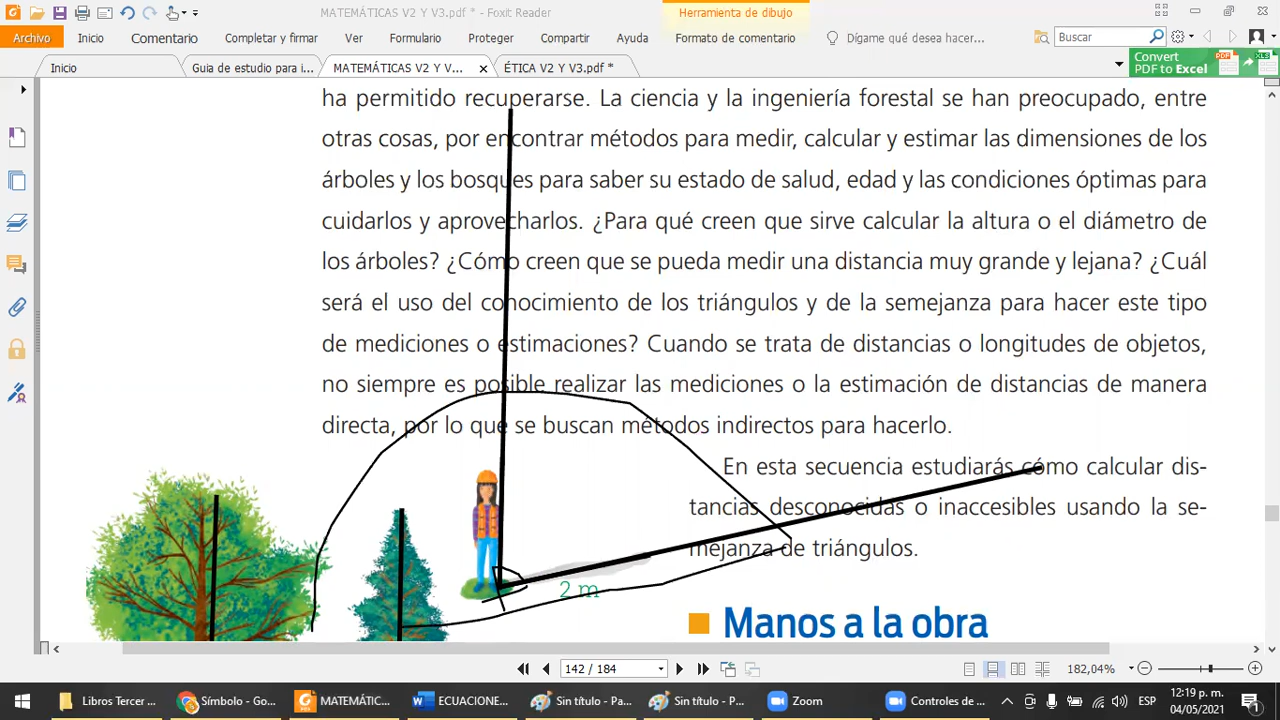 MATEMÁTICAS V2 Y V3.pdf * - Foxit Reader
Herramienta de dibujo
Archivo Inicio Comentario Completar y firmar Ver Formulario Proteger Compartir Ayuda Formato de comentario Dígame qué desea hacer... Buscar
Inicio Guia de estudio para i... MATEMÁTICAS V2 Y V... ÉTICA V2 Y V3.pdf * Convert
PDF to Excel
ha permitido recuperarse. La ciencia y la ingeniería forestal se han preocupado, entre
otras cosas, por encontrar métodos para medir, calcular y estimar las dimensiones de los
árboles y los bosques para saber su estado de salud, edad y las condiciones óptimas para
cuidarlos y aprovecharlos. ¿Para qué creen que sirve calcular la altura o el diámetro de
los árboles? ¿Cómo creen que se pueda medir una distancia muy grande y lejana? ¿Cuál
será el uso del conocimiento de los triángulos y de la semejanza para hacer este tipo
de mediciones o estimaciones? Cuando se trata de distancias o longitudes de objetos,
no siempre es posible realizar las mediciones o la estimación de distancias de manera
directa, por lo que se buscan métodos indirectos para hacerlo.
En esta secuencia estudiarás cómo calcular dis-
tancias desconocidas o inaccesibles usando la se-
mejanza de triángulos.
2 m
Manos a la obra
142 / 184
182,04%
Libros Tercer ... Símbolo - Go... MATEMÁTIC... ECUACIONE... Sin título - Pa... Sin título - P... Zoom Controles de ... ESP 12:19 p. m.
04/05/2021